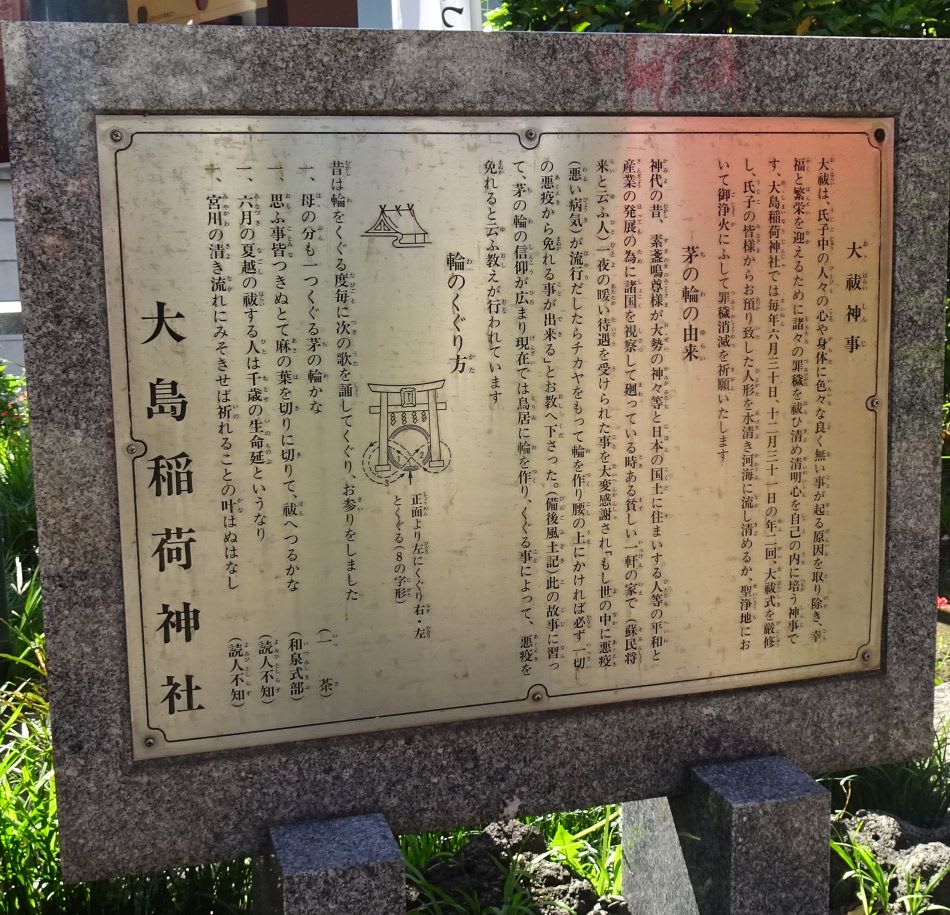 こ
大祓神事
大祓は、氏子中の人々の心や身体に色々な良く無い事が起る原因を取り除き、幸
福と繁栄を迎えるために諸々の罪穢を祓ひ清め清明心を自己の内に培う神事で
す、大島稲荷神社では毎年六月三十日、十二月三十一日の年二回、大祓式を厳修
し、氏子の皆様からお預り致した人形を水清き河海に流し清めるか、聖浄地にお
いて御浄火にふして罪穢消滅を祈願いたします
茅の輪の由来
神代の昔、素盞鳴尊様が大勢の神々等と日本の国土に住まいする人等の平和と
産業の発展の為に諸国を視察して廻っている時ある貧しい一軒の家で(蘇民将
来と云ふ人)一夜の暖い待遇を受けられた事を大変感謝され『もし世の中に悪疫
(悪い病気)が流行だしたらチカヤをもって輪を作り腰の上にかければ必ず一切
の悪疫から免れる事が出来る』とお教へ下さった。(備後風土記)此の故事に習っ
て、茅の輪の信仰が広まり現在では鳥居に輪を作り、くぐる事によって、悪疫を
免れると云ふ教えが行われています
輪のくぐり方
正面より左にくぐり右・左
とくぐる(8の字形)
昔は輪をくぐる度毎に次の歌を誦してくぐり、お参りをしました
一、母の分も一つくぐる茅の輪かな (一茶)
一、思ふ事皆つきぬとて麻の葉を切りに切りて、祓へつるかな (和泉式部)
一、六月の夏越の祓する人は千歳の生命延というなり (読人不知)
一、宮川の清き流れにみそきせば祈れることの叶はぬはなし (読人不知)
大島稲荷神社